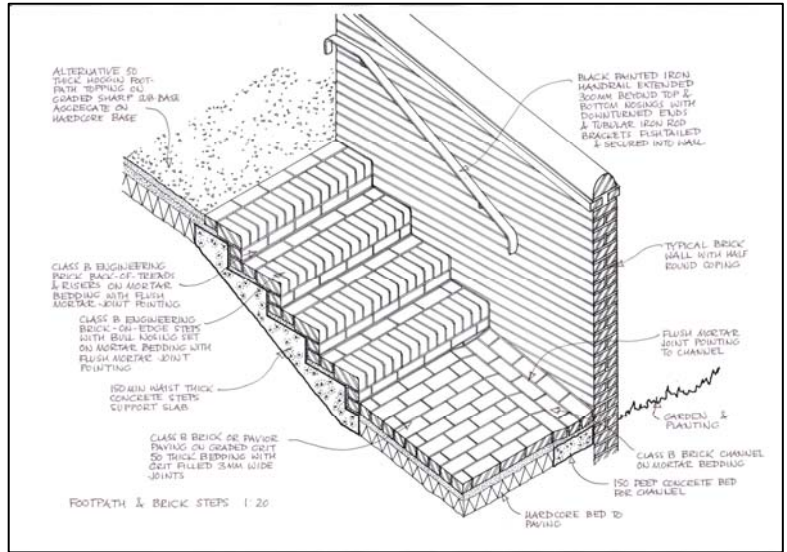 ALTERNATIVE 50
THICK HOGGIN FOOT-
PATH TOPPING ON
GRADED SHARP SUB-BASE
AGGREGATE ON
HARDCORE BASE
CLASS B ENGINEERING
BRICK BACK-OF-TREADS
& RISERS ON MORTAR
BEDDING WITH FLUSH
MORTAR-JOINT POINTING
CLASS B ENGINEERING
BRICK-ON-EDGE STEPS
WITH BULL NOSING SET
ON MORTAR BEDDING WITH
FLUSH MORTAR JOINT
POINTING
150 MIN WAIST THICK
CONCRETE STEPS
SUPPORT SLAB
CLASS B BRICK OR PAVIOR
PAVING ON GRADED GRIT
50 THICK BEDDING WITH
GRIT FILLED 3MM WIDE
JOINTS
FOOTPATH & BRICK STEPS 1:20
BLACK PAINTED IRON
HANDRAIL EXTENDED
300MM BEYOND TOP &
BOTTOM NOSINGS WITH
DOWNTURNED ENDS
& TUBULAR IRON ROD
BRACKETS FISHTAILED
& SECURED INTO WALL.
TYPICAL BRICK
WALL WITH HALF
ROUND COPING
FLUSH MORTAR
JOINT POINTING
TO CHANNEL
GARDEN &
PLANTING
CLASS B BRICK CHANNEL
ON MORTAR BEDDING
150 DEEP CONCRETE BED
FOR CHANNEL
HARDCORE BED TO
PAVING